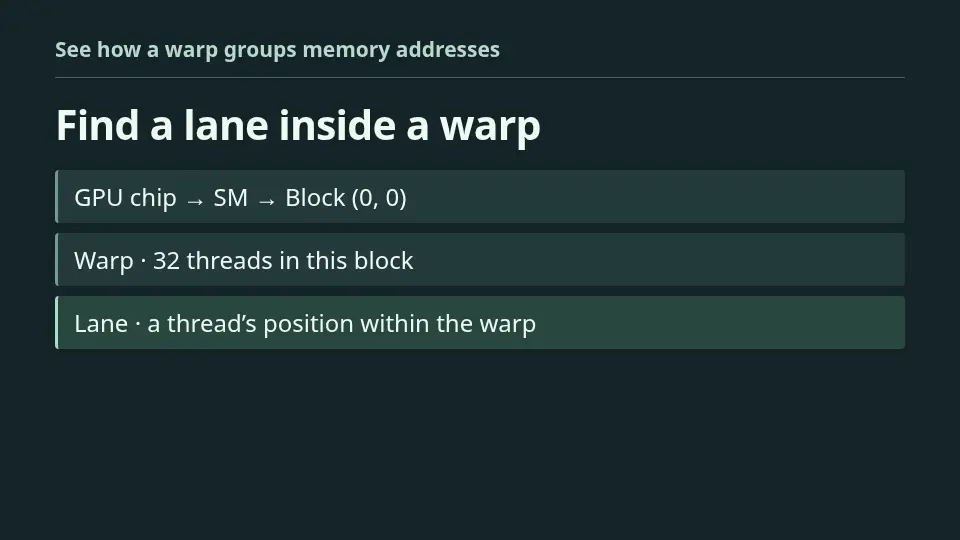 See how a warp groups memory addresses
Find a lane inside a warp
GPU chip → SM → Block (0, 0)
Warp · 32 threads in this block
Lane · a thread’s position within the warp